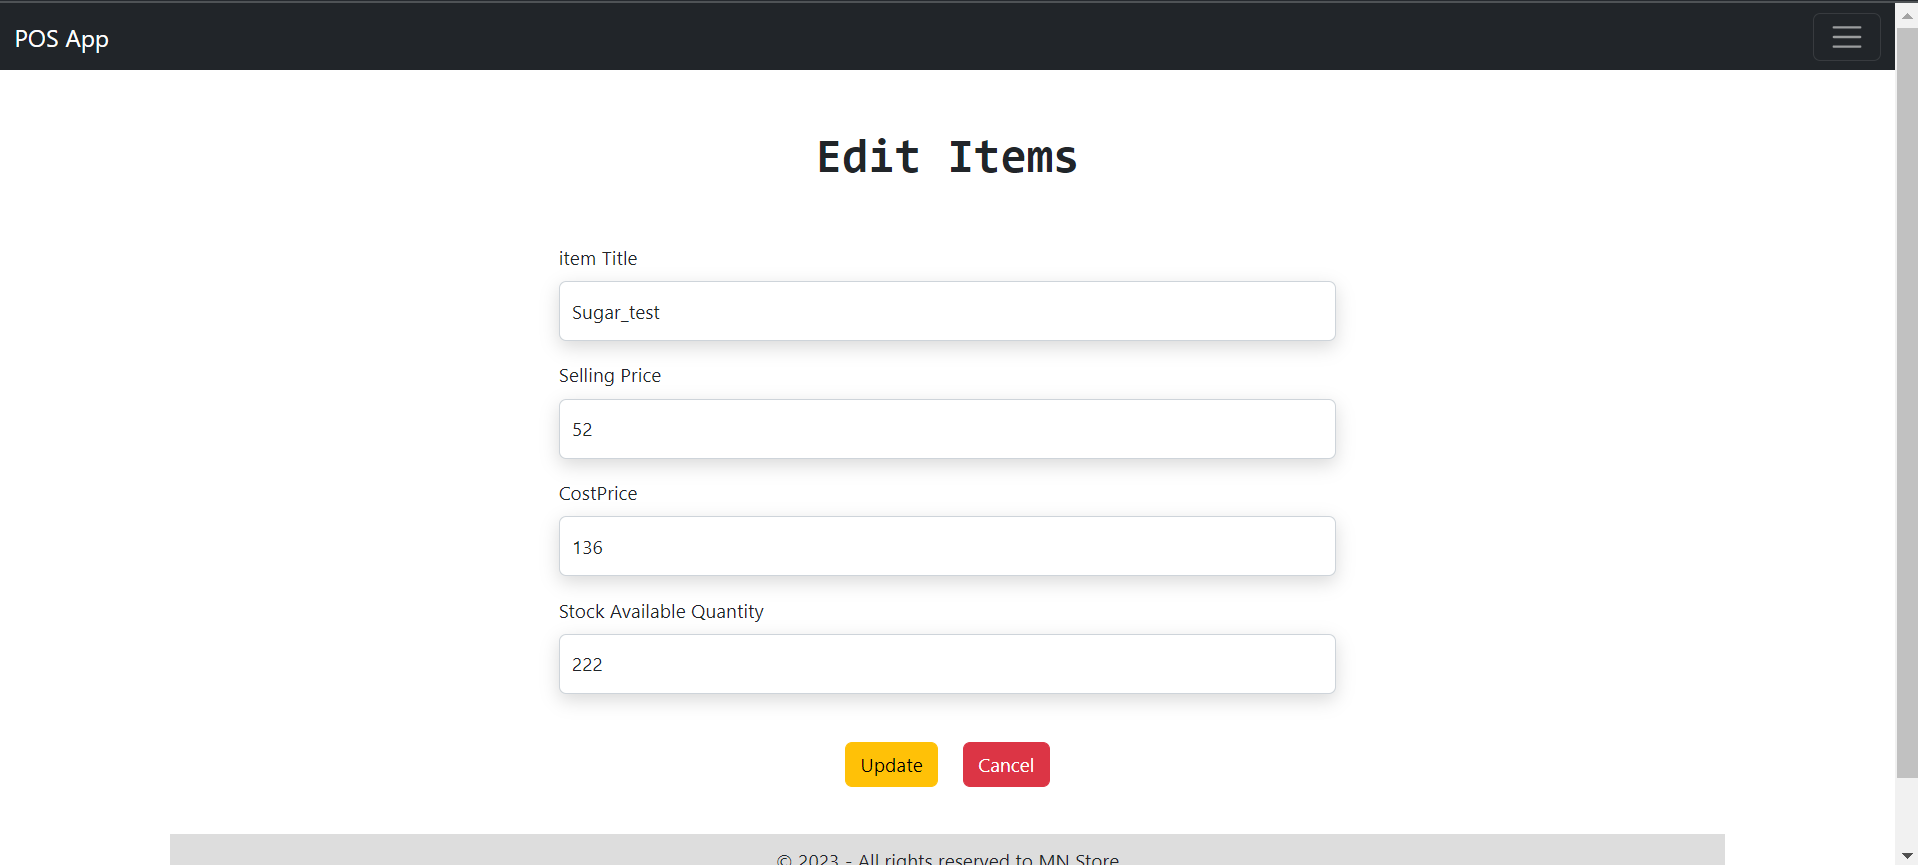 POS App
Edit Items
item Title
Sugar_test
Selling Price
52
CostPrice
136
Stock Available Quantity
222
Update Cancel
© 2023 - All rights reserved to MN Store